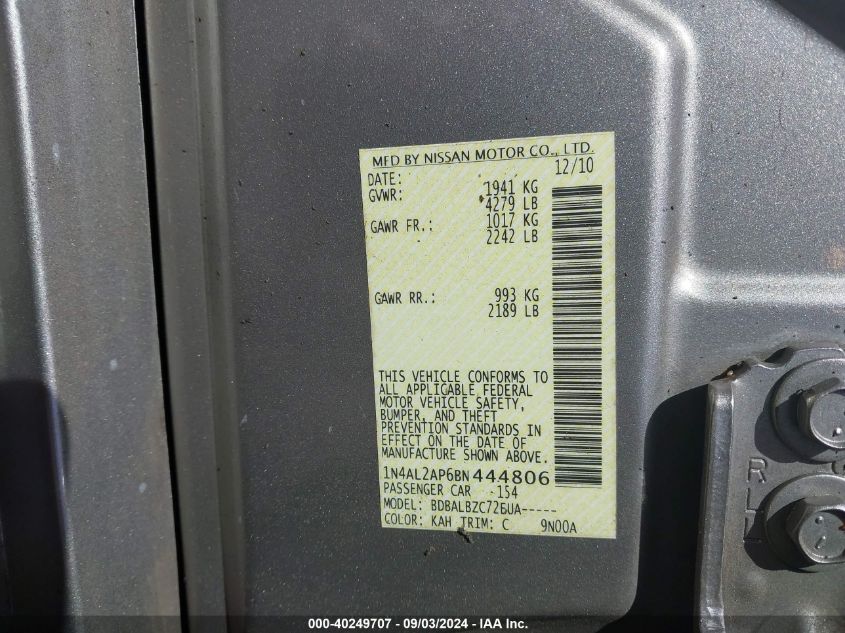 MFD BY NISSAN MOTOR CO., LTD.
DATE: 12/10
GVWR: 1941 KG
4279 LB
GAWR FR.: 1017 KG
2242 LB
GAWR RR.: 993 KG
2189 LB
THIS VEHICLE CONFORMS TO
ALL APPLICABLE FEDERAL
MOTOR VEHICLE SAFETY,
BUMPER, AND THEFT
PREVENTION STANDARDS IN
EFFECT ON THE DATE OF
MANUFACTURE SHOWN ABOVE.
1N4AL2AP6BN444806
PASSENGER CAR 154
MODEL: BDBALBZC726UA-----
COLOR: KAH TRIM: C 9N00A
000-40249707 - 09/03/2024 - IAA Inc.